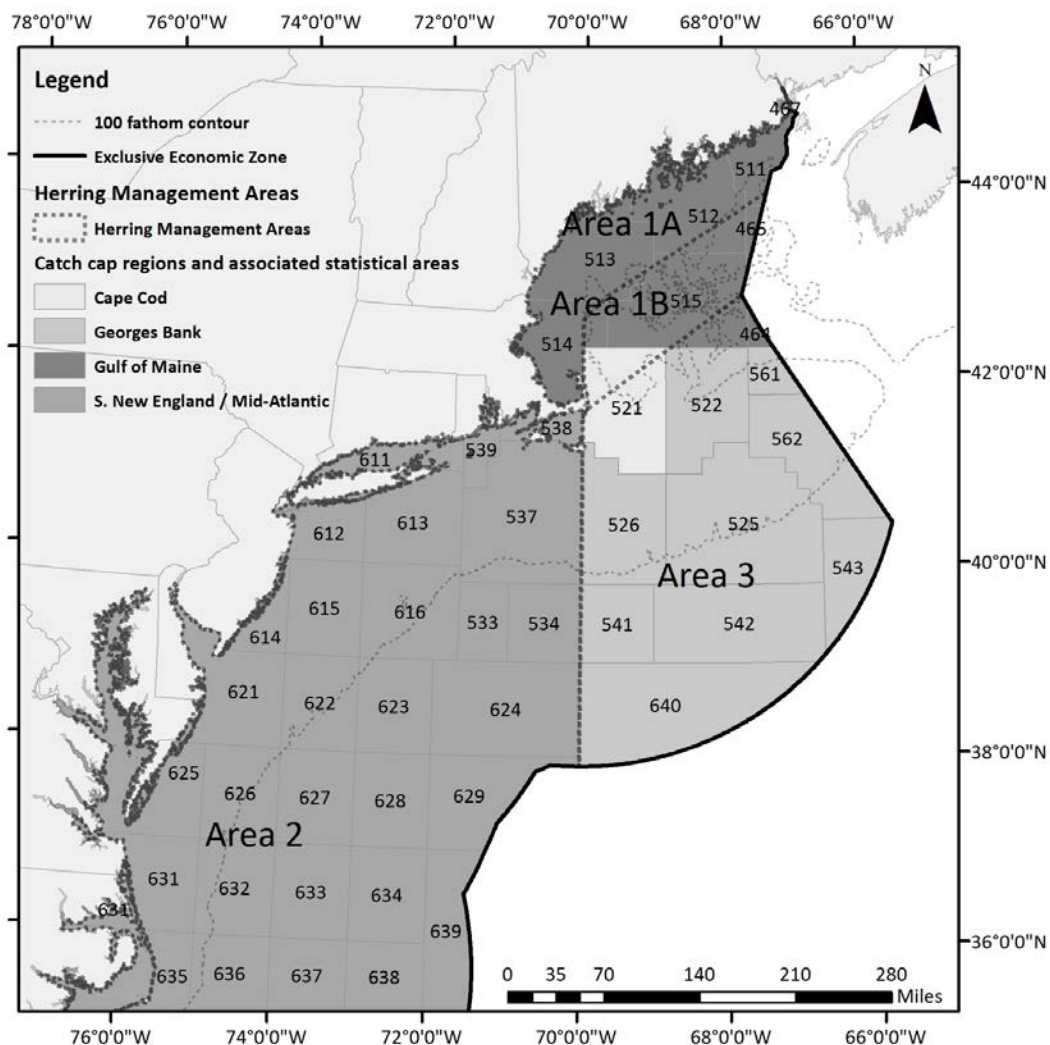 78°0'0"W 76°0'0"W 74°0'0"W 72°0'0"W 70°0'0"W 68°0'0"W 66°0'0"W
Legend
100 fathom contour
Exclusive Economic Zone
Herring Management Areas
Herring Management Areas
Catch cap regions and associated statistical areas
Cape Cod
Georges Bank
Gulf of Maine
S. New England / Mid-Atlantic
N
467
511
44°0'0"N
Area 1A
512
465
513
Area 1B
515
464
514
42°0'0"N
561
521
522
538
562
539
611
537
613
612
526
525
40°0'0"N
Area 3
543
615
616
533
534
541
542
614
621
622
623
624
640
38°0'0"N
625
626
627
628
629
Area 2
631
632
633
634
631
639
36°0'0"N
635
636
637
638
0 35 70 140 210 280
Miles
76°0'0"W 74°0'0"W 72°0'0"W 70°0'0"W 68°0'0"W 66°0'0"W